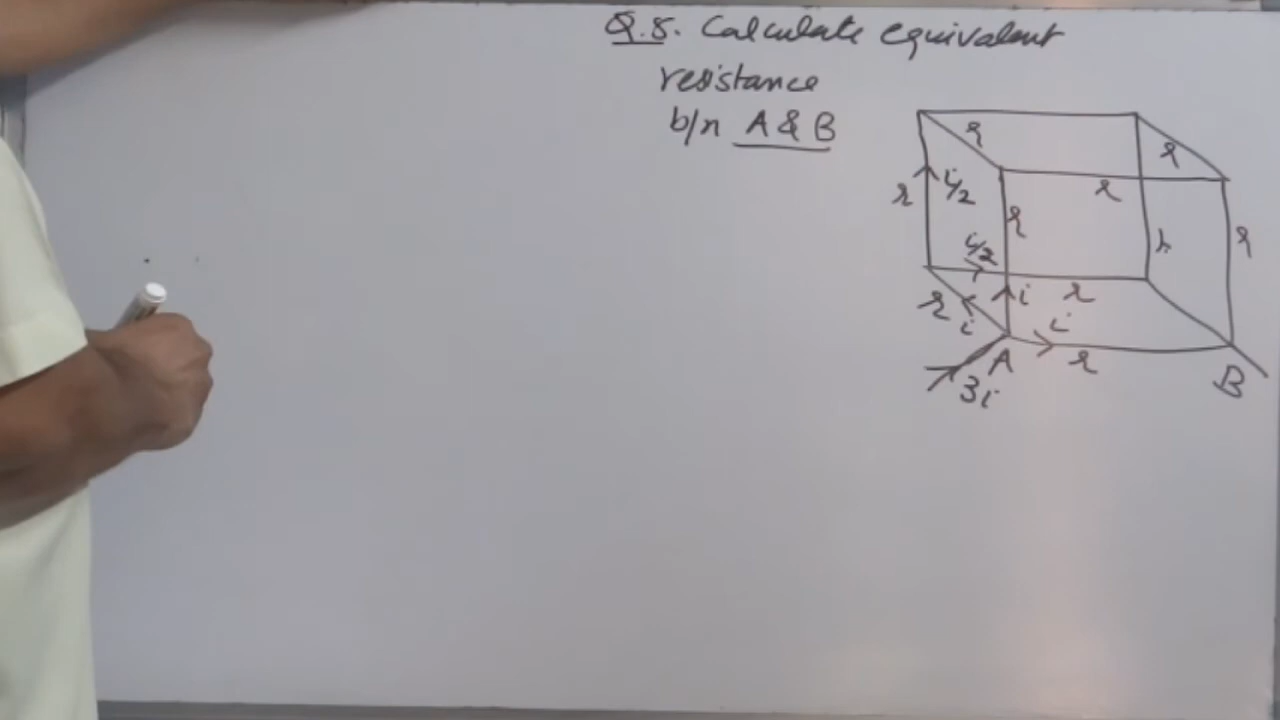 Q.8. Calculate equivalent
resistance
b/n A & B
r
r
r
i/2
r
r
r
r
i/2
r
i
i
r
i
r
A
3i
B